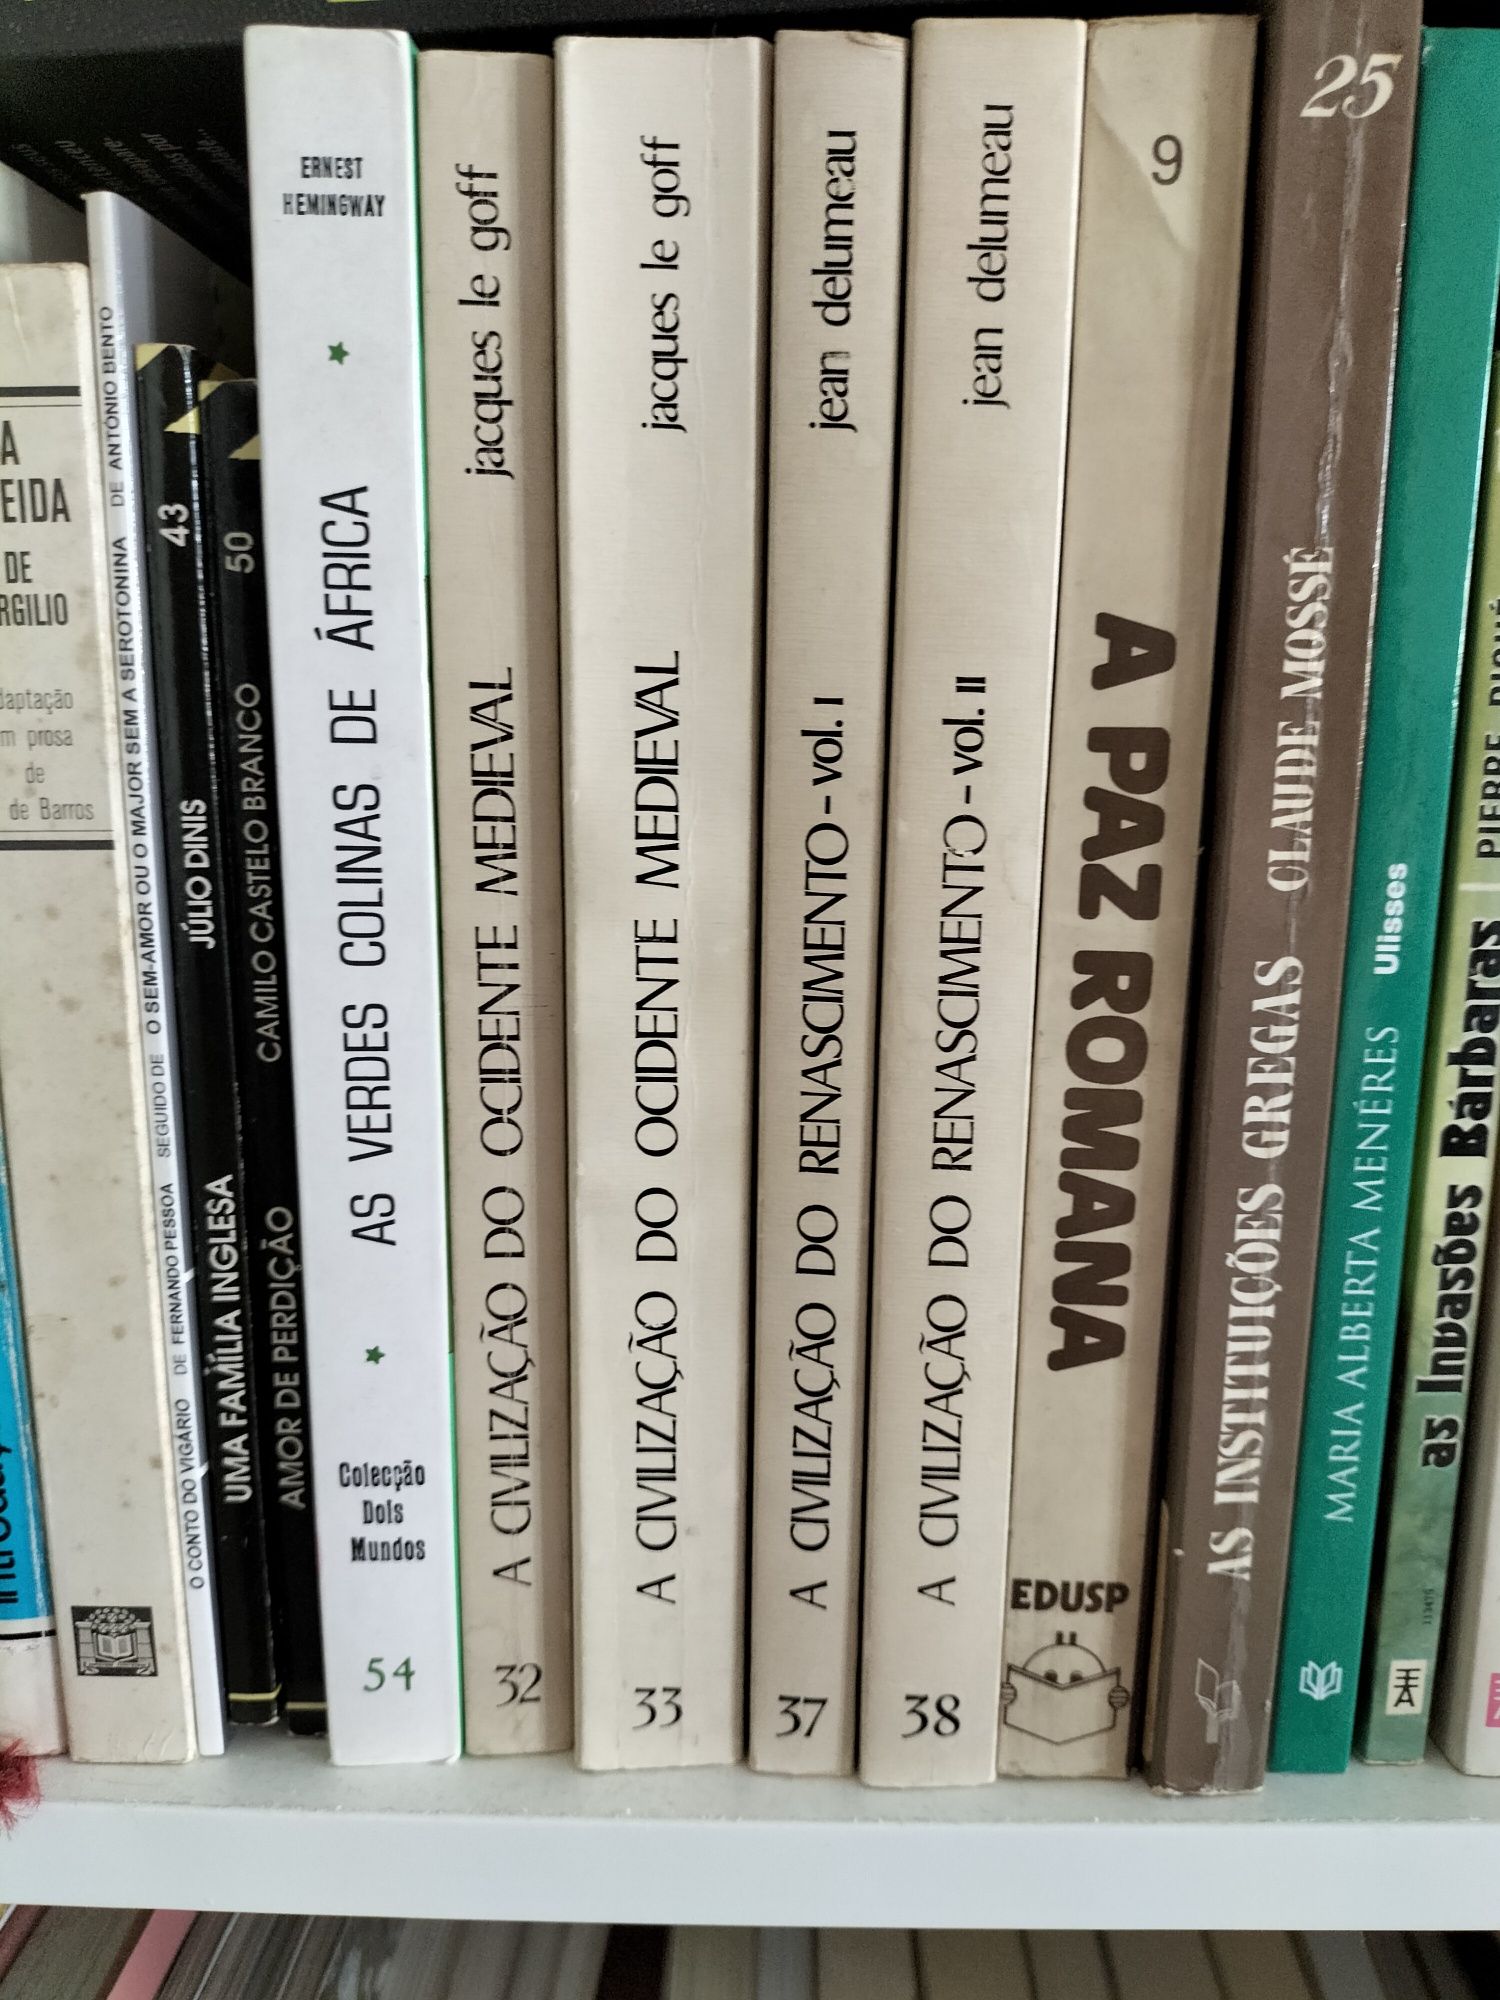 A
EIDA
DE
RGILIO
daptação
m prosa
de
de Barros
O CONTO DO VIGÁRIO DE FERNANDO PESSOA SEGUIDO DE O SEM-AMOR OU O MAJOR SEM A SEROTONINA DE ANTÓNIO BENTO
UMA FAMÍLIA INGLESA JÚLIO DINIS 43
AMOR DE PERDIÇÃO CAMILO CASTELO BRANCO 50
ERNEST
HEMINGWAY
AS VERDES COLINAS DE ÁFRICA
Colecção
Dois
Mundos
54
A CIVILIZAÇÃO DO OCIDENTE MEDIEVAL jacques le goff
32
A CIVILIZAÇÃO DO OCIDENTE MEDIEVAL jacques le goff
33
A CIVILIZAÇÃO DO RENASCIMENTO - vol. I jean delumeau
37
A CIVILIZAÇÃO DO RENASCIMENTO - vol. II jean delumeau
38
9
A PAZ ROMANA
EDUSP
25
AS INSTITUIÇÕES GREGAS CLAUDE MOSSÉ
MARIA ALBERTA MENÉRES Ulisses
as Invasões Bárbaras PIERRE